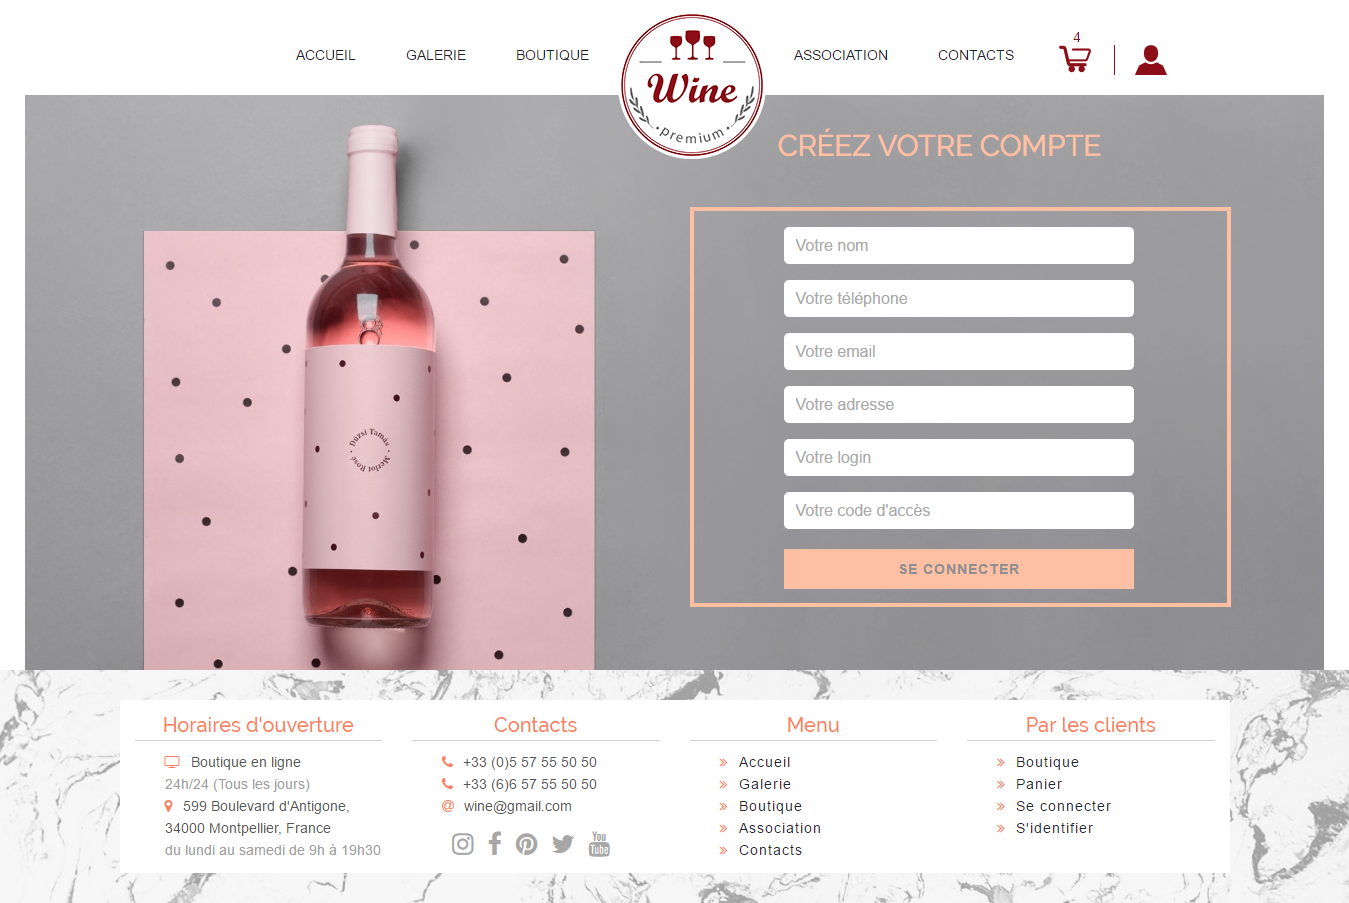 ACCUEIL
GALERIE
BOUTIQUE
Wine
premium
ASSOCIATION
CONTACTS
4
CRÉEZ VOTRE COMPTE
Votre nom
Votre téléphone
Votre email
Votre adresse
Votre login
Votre code d'accès
SE CONNECTER
Dúzsi Tamás • Merlot Rosé •
Horaires d'ouverture
Boutique en ligne
24h/24 (Tous les jours)
599 Boulevard d'Antigone,
34000 Montpellier, France
du lundi au samedi de 9h à 19h30
Contacts
+33 (0)5 57 55 50 50
+33 (6)6 57 55 50 50
wine@gmail.com
You
Tube
Menu
» Accueil
» Galerie
» Boutique
» Association
» Contacts
Par les clients
» Boutique
» Panier
» Se connecter
» S'identifier